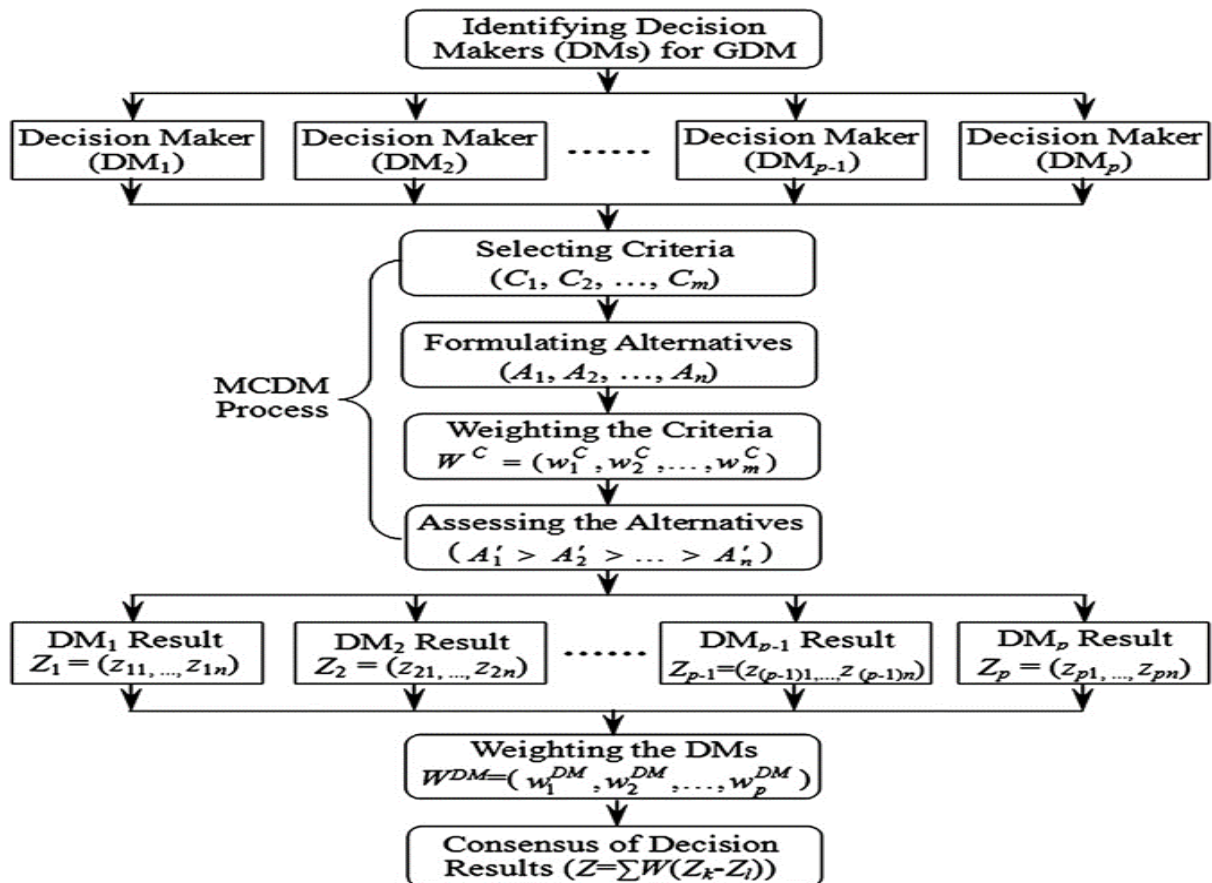 Identifying Decision
Makers (DMs) for GDM
Decision Maker
(DM₁)
Decision Maker
(DM₂)
......
Decision Maker
(DMₚ₋₁)
Decision Maker
(DMₚ)
Selecting Criteria
(C₁, C₂, ..., Cₘ)
Formulating Alternatives
(A₁, A₂, ..., Aₙ)
MCDM
Process
Weighting the Criteria
W^C = (w₁^C, w₂^C, ..., wₘ^C)
Assessing the Alternatives
(A′₁ > A′₂ > ... > A′ₙ)
DM₁ Result
Z₁ = (z₁₁, ..., z₁ₙ)
DM₂ Result
Z₂ = (z₂₁, ..., z₂ₙ)
......
DMₚ₋₁ Result
Zₚ₋₁=(z₍ₚ₋₁₎₁,...,z₍ₚ₋₁₎ₙ)
DMₚ Result
Zₚ = (zₚ₁, ..., zₚₙ)
Weighting the DMs
W^DM=(w₁^DM, w₂^DM, ..., wₚ^DM)
Consensus of Decision
Results (Z=∑W(Zₖ-Zₗ))